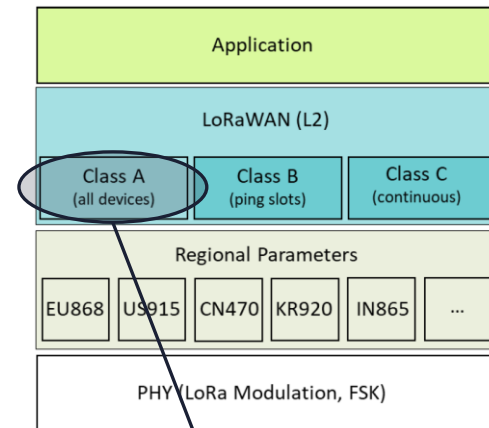 Application
LoRaWAN (L2)
Class A
(all devices)
Class B
(ping slots)
Class C
(continuous)
Regional Parameters
EU868
US915
CN470
KR920
IN865
...
PHY (LoRa Modulation, FSK)